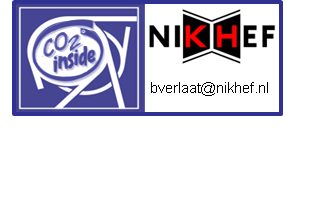 CO2
inside
NIKHEF
bverlaat@nikhef.nl